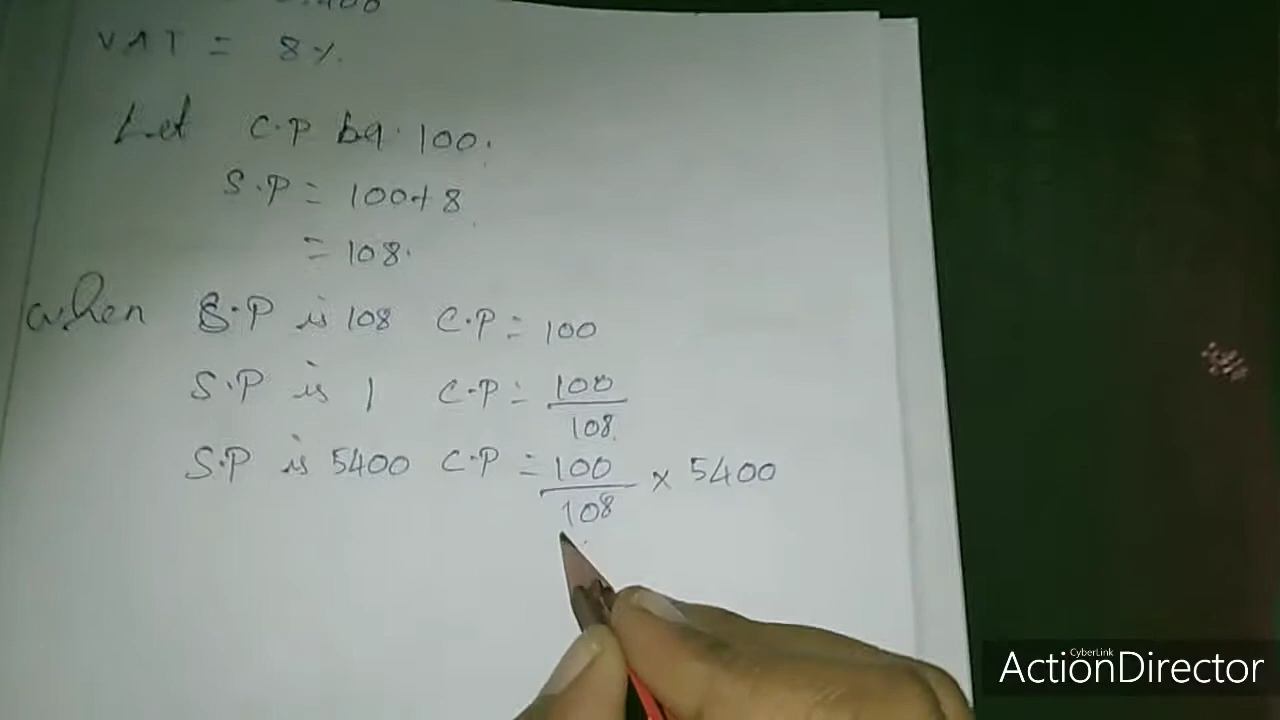 VAT = 8%.
Let C.P be 100.
S.P = 100+8
= 108.
when S.P is 108 C.P = 100
S.P is 1 C.P = 100/108
S.P is 5400 C.P = 100/108 × 5400
CyberLink
ActionDirector